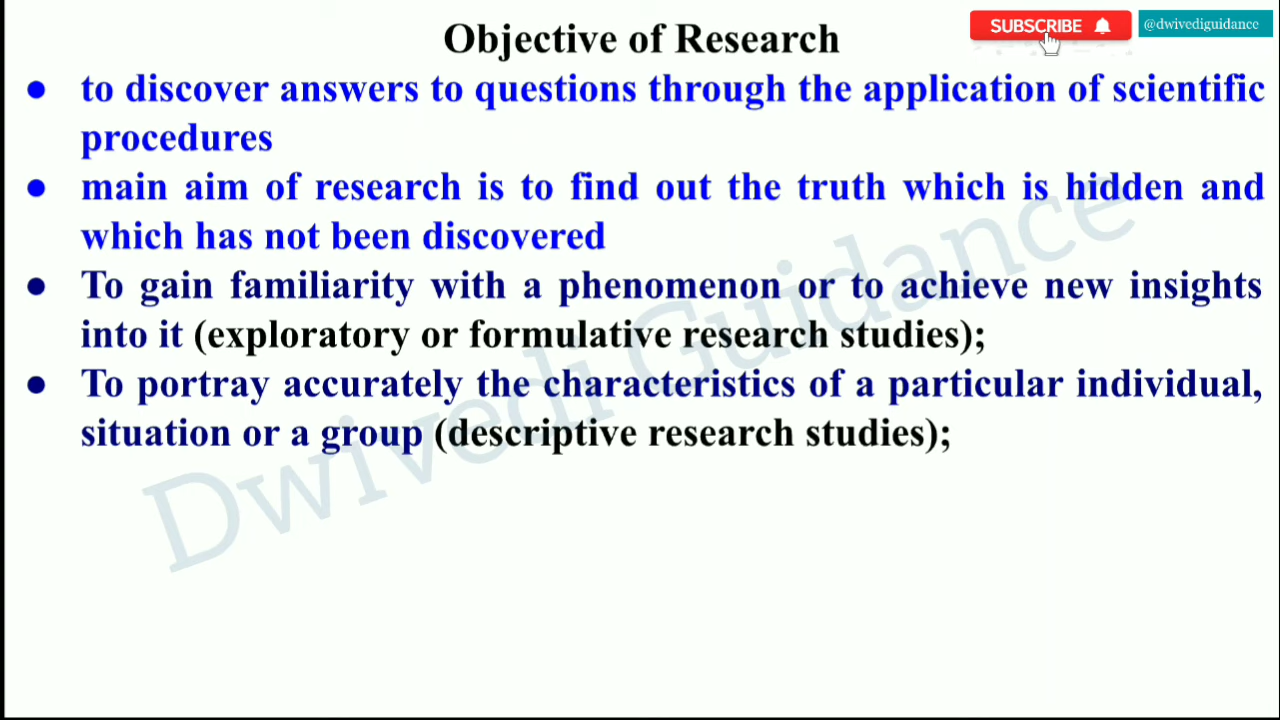 Objective of Research
SUBSCRIBE
@dwivediguidance
● to discover answers to questions through the application of scientific
procedures
● main aim of research is to find out the truth which is hidden and
which has not been discovered
● To gain familiarity with a phenomenon or to achieve new insights
into it (exploratory or formulative research studies);
● To portray accurately the characteristics of a particular individual,
situation or a group (descriptive research studies);
Dwivedi Guidance